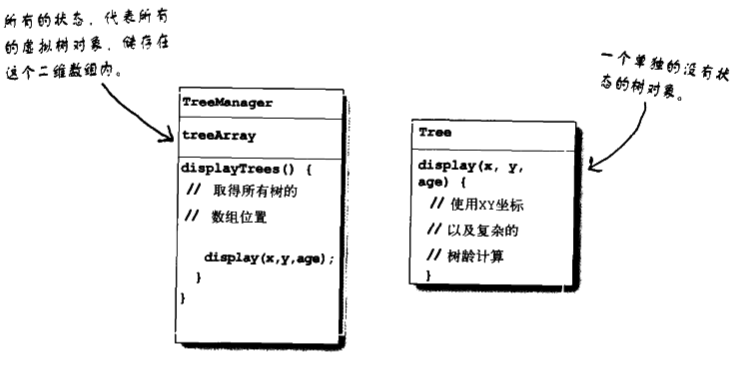 所有的状态，代表所有
的虚拟树对象，储存在
这个二维数组内。
TreeManager
treeArray
displayTrees() {
// 取得所有树的
// 数组位置
display(x,y,age);
}
}
一个单独的没有状
态的树对象。
Tree
display(x, y,
age) {
// 使用XY坐标
// 以及复杂的
// 树龄计算
}